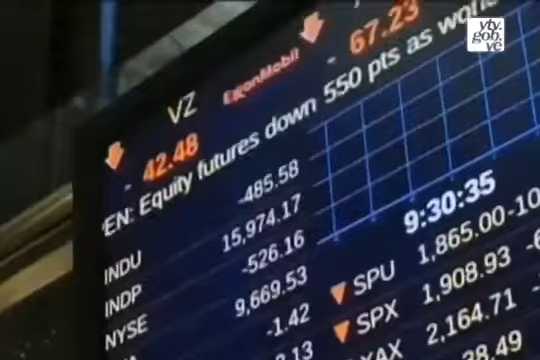 vtv.
gob.
ve
67.23
ExxonMobil
VZ
42.48
EN: Equity futures down 550 pts as
-485.58
INDU
15,974.17
9:30:35
INDP
-526.16
SPU 1,865.00
NYSE
9,669.53
SPX 1,908.93
-1.42
2,164.71